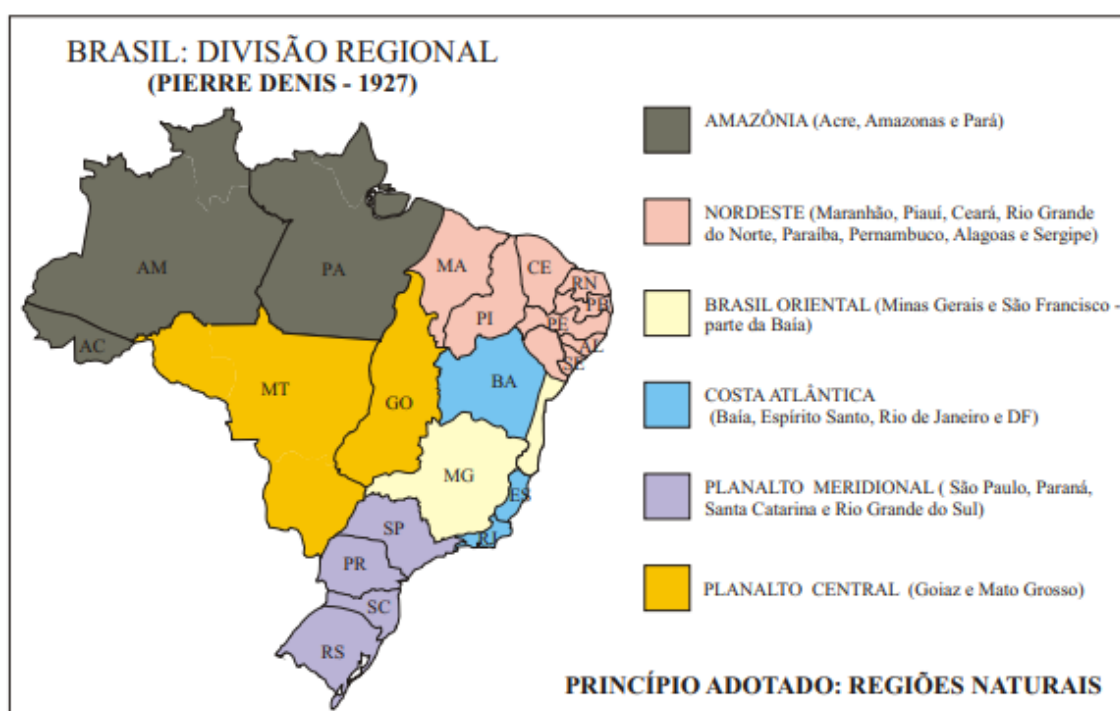 BRASIL: DIVISÃO REGIONAL
(PIERRE DENIS - 1927)
AMAZÔNIA (Acre, Amazonas e Pará)
NORDESTE (Maranhão, Piauí, Ceará, Rio Grande
do Norte, Paraíba, Pernambuco, Alagoas e Sergipe)
BRASIL ORIENTAL (Minas Gerais e São Francisco -
parte da Baía)
COSTA ATLÂNTICA
(Baía, Espírito Santo, Rio de Janeiro e DF)
PLANALTO MERIDIONAL ( São Paulo, Paraná,
Santa Catarina e Rio Grande do Sul)
PLANALTO CENTRAL (Goiaz e Mato Grosso)
AM
PA
MA
CE
RN
PB
PI
PE
AL
SE
AC
MT
GO
BA
MG
ES
SP
RJ
PR
SC
RS
PRINCÍPIO ADOTADO: REGIÕES NATURAIS